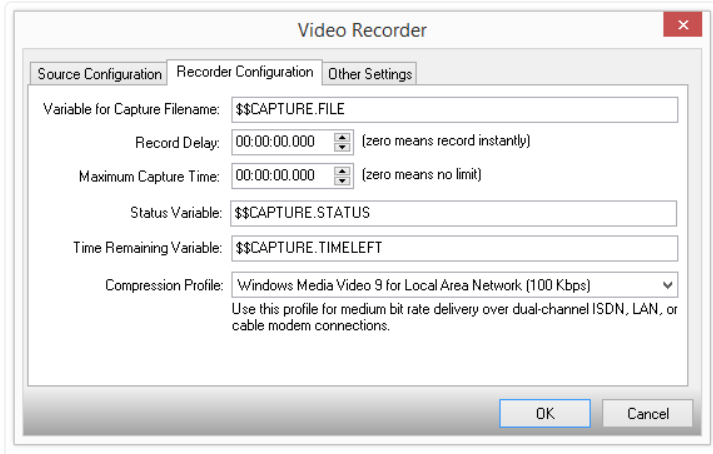 Video Recorder
Source Configuration Recorder Configuration Other Settings
Variable for Capture Filename: $$CAPTURE.FILE
Record Delay: 00:00:00.000 (zero means record instantly)
Maximum Capture Time: 00:00:00.000 (zero means no limit)
Status Variable: $$CAPTURE.STATUS
Time Remaining Variable: $$CAPTURE.TIMELEFT
Compression Profile: Windows Media Video 9 for Local Area Network (100 Kbps)
Use this profile for medium bit rate delivery over dual-channel ISDN, LAN, or
cable modem connections.
OK Cancel